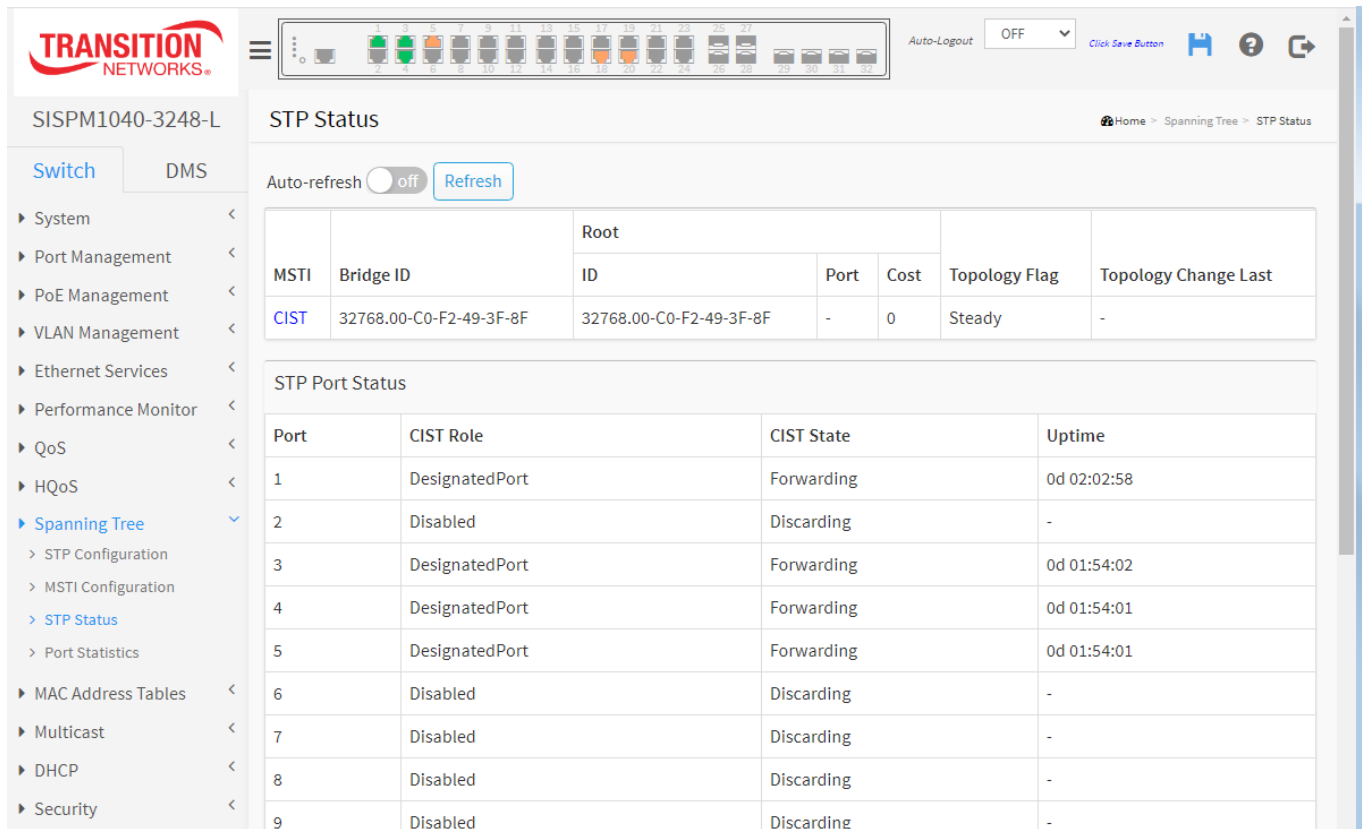 TRANSITION
NETWORKS®
1 3 5 7 9 11 13 15 17 19 21 23 25 27
2 4 6 8 10 12 14 16 18 20 22 24 26 28 29 30 31 32
Auto-Logout OFF Click Save Button
SISPM1040-3248-L
Switch DMS
System
Port Management
PoE Management
VLAN Management
Ethernet Services
Performance Monitor
QoS
HQoS
Spanning Tree
> STP Configuration
> MSTI Configuration
> STP Status
> Port Statistics
MAC Address Tables
Multicast
DHCP
Security
STP Status
Home > Spanning Tree > STP Status
Auto-refresh off Refresh
Root
MSTI Bridge ID ID Port Cost Topology Flag Topology Change Last
CIST 32768.00-C0-F2-49-3F-8F 32768.00-C0-F2-49-3F-8F - 0 Steady -
STP Port Status
Port CIST Role CIST State Uptime
1 DesignatedPort Forwarding 0d 02:02:58
2 Disabled Discarding -
3 DesignatedPort Forwarding 0d 01:54:02
4 DesignatedPort Forwarding 0d 01:54:01
5 DesignatedPort Forwarding 0d 01:54:01
6 Disabled Discarding -
7 Disabled Discarding -
8 Disabled Discarding -
9 Disabled Discarding -